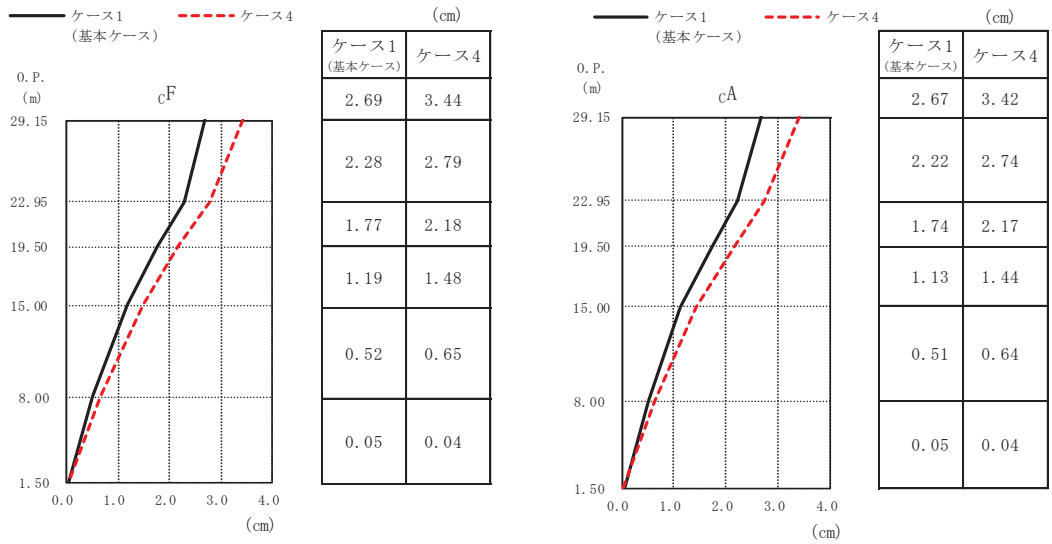 ケース1
(基本ケース)
ケース4
(cm)
O.P.
(m)
cF
29.15
22.95
19.50
15.00
8.00
1.50
0.0 1.0 2.0 3.0 4.0
(cm)
ケース1
(基本ケース)
ケース4
2.69 3.44
2.28 2.79
1.77 2.18
1.19 1.48
0.52 0.65
0.05 0.04
ケース1
(基本ケース)
ケース4
(cm)
O.P.
(m)
cA
29.15
22.95
19.50
15.00
8.00
1.50
0.0 1.0 2.0 3.0 4.0
(cm)
ケース1
(基本ケース)
ケース4
2.67 3.42
2.22 2.74
1.74 2.17
1.13 1.44
0.51 0.64
0.05 0.04